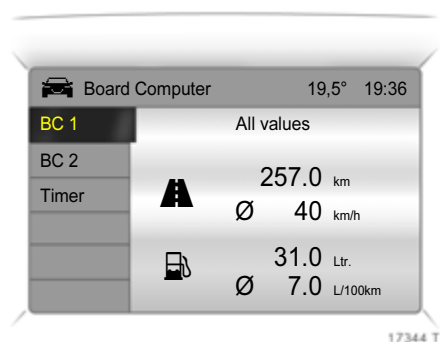 Board Computer 19,5° 19:36
BC 1
All values
BC 2
Timer
257.0 km
Ø 40 km/h
31.0 Ltr.
Ø 7.0 L/100km
17344 T